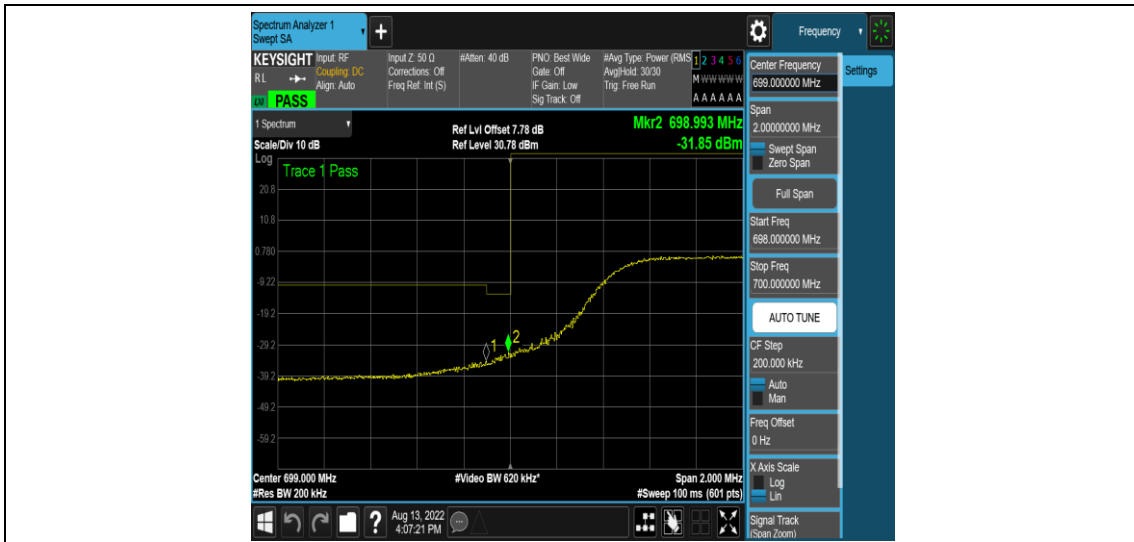 Spectrum Analyzer 1
Swept SA
+
Frequency
KEYSIGHT
RL
PASS
Input: RF
Coupling: DC
Align: Auto
Input Z: 50 Ω
Corrections: Off
Freq Ref: Int (S)
#Atten: 40 dB
PNO: Best Wide
Gate: Off
IF Gain: Low
Sig Track: Off
#Avg Type: Power (RMS
Avg|Hold: 30/30
Trig: Free Run
1 2 3 4 5 6
M W W W W W
A A A A A A
1 Spectrum
Scale/Div 10 dB
Ref Lvl Offset 7.78 dB
Ref Level 30.78 dBm
Mkr2 698.993 MHz
-31.85 dBm
Log
Trace 1 Pass
20.8
10.8
0.780
-9.22
-19.2
-29.2
-39.2
-49.2
-59.2
1
2
Center 699.000 MHz
#Res BW 200 kHz
#Video BW 620 kHz*
Span 2.000 MHz
#Sweep 100 ms (601 pts)
Center Frequency
699.000000 MHz
Settings
Span
2.00000000 MHz
Swept Span
Zero Span
Full Span
Start Freq
698.000000 MHz
Stop Freq
700.000000 MHz
AUTO TUNE
CF Step
200.000 kHz
Auto
Man
Freq Offset
0 Hz
X Axis Scale
Log
Lin
Signal Track
(Span Zoom)
?
Aug 13, 2022
4:07:21 PM